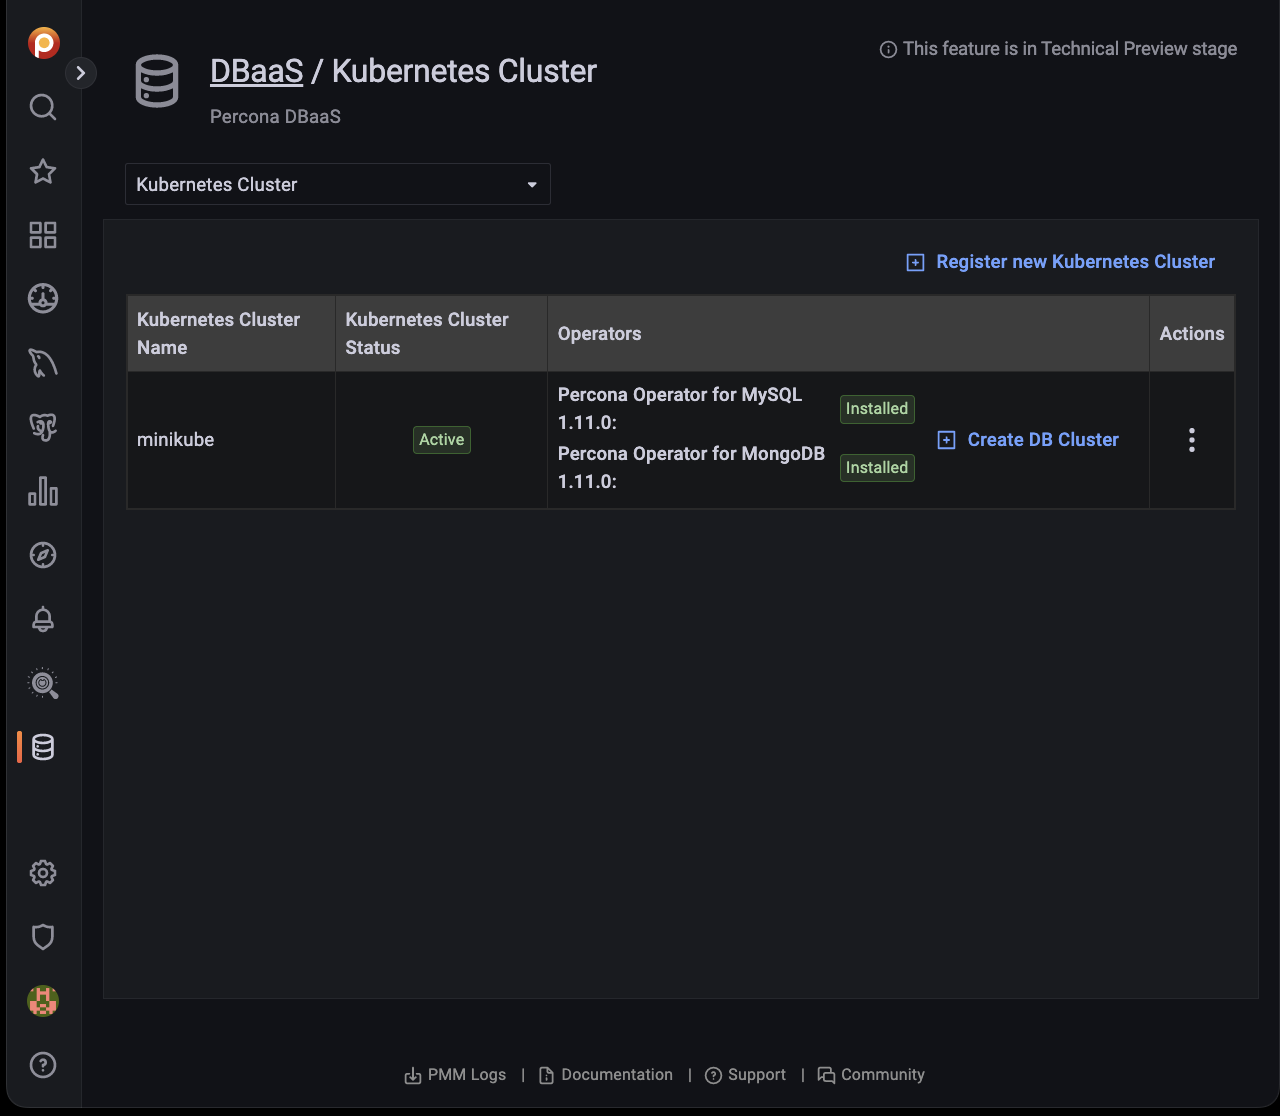 This feature is in Technical Preview stage
DBaaS / Kubernetes Cluster
Percona DBaaS
Kubernetes Cluster
Register new Kubernetes Cluster
Kubernetes Cluster
Name
Kubernetes Cluster
Status
Operators
Actions
minikube
Active
Percona Operator for MySQL
1.11.0:
Installed
Percona Operator for MongoDB
1.11.0:
Installed
Create DB Cluster
PMM Logs | Documentation | Support | Community